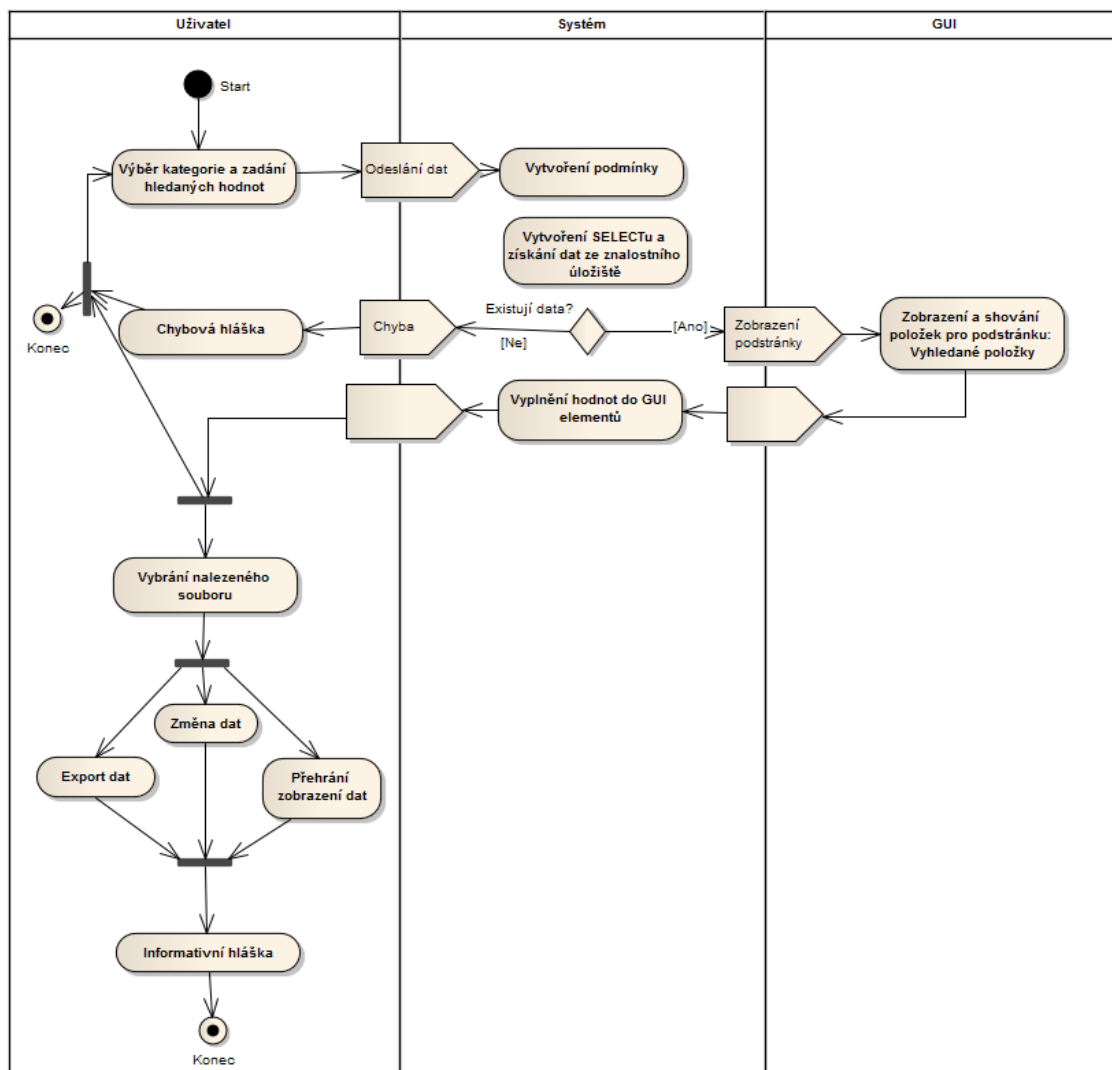 Uživatel
Systém
GUI
Start
Výběr kategorie a zadání
hledaných hodnot
Odeslání dat
Vytvoření podmínky
Vytvoření SELECTu a
získání dat ze znalostního
úložiště
Existují data?
Konec
Chybová hláška
Chyba
[Ne]
[Ano]
Zobrazení
podstránky
Zobrazení a shování
položek pro podstránku:
Vyhledané položky
Vyplnění hodnot do GUI
elementů
Vybrání nalezeného
souboru
Změna dat
Export dat
Přehrání
zobrazení dat
Informativní hláška
Konec